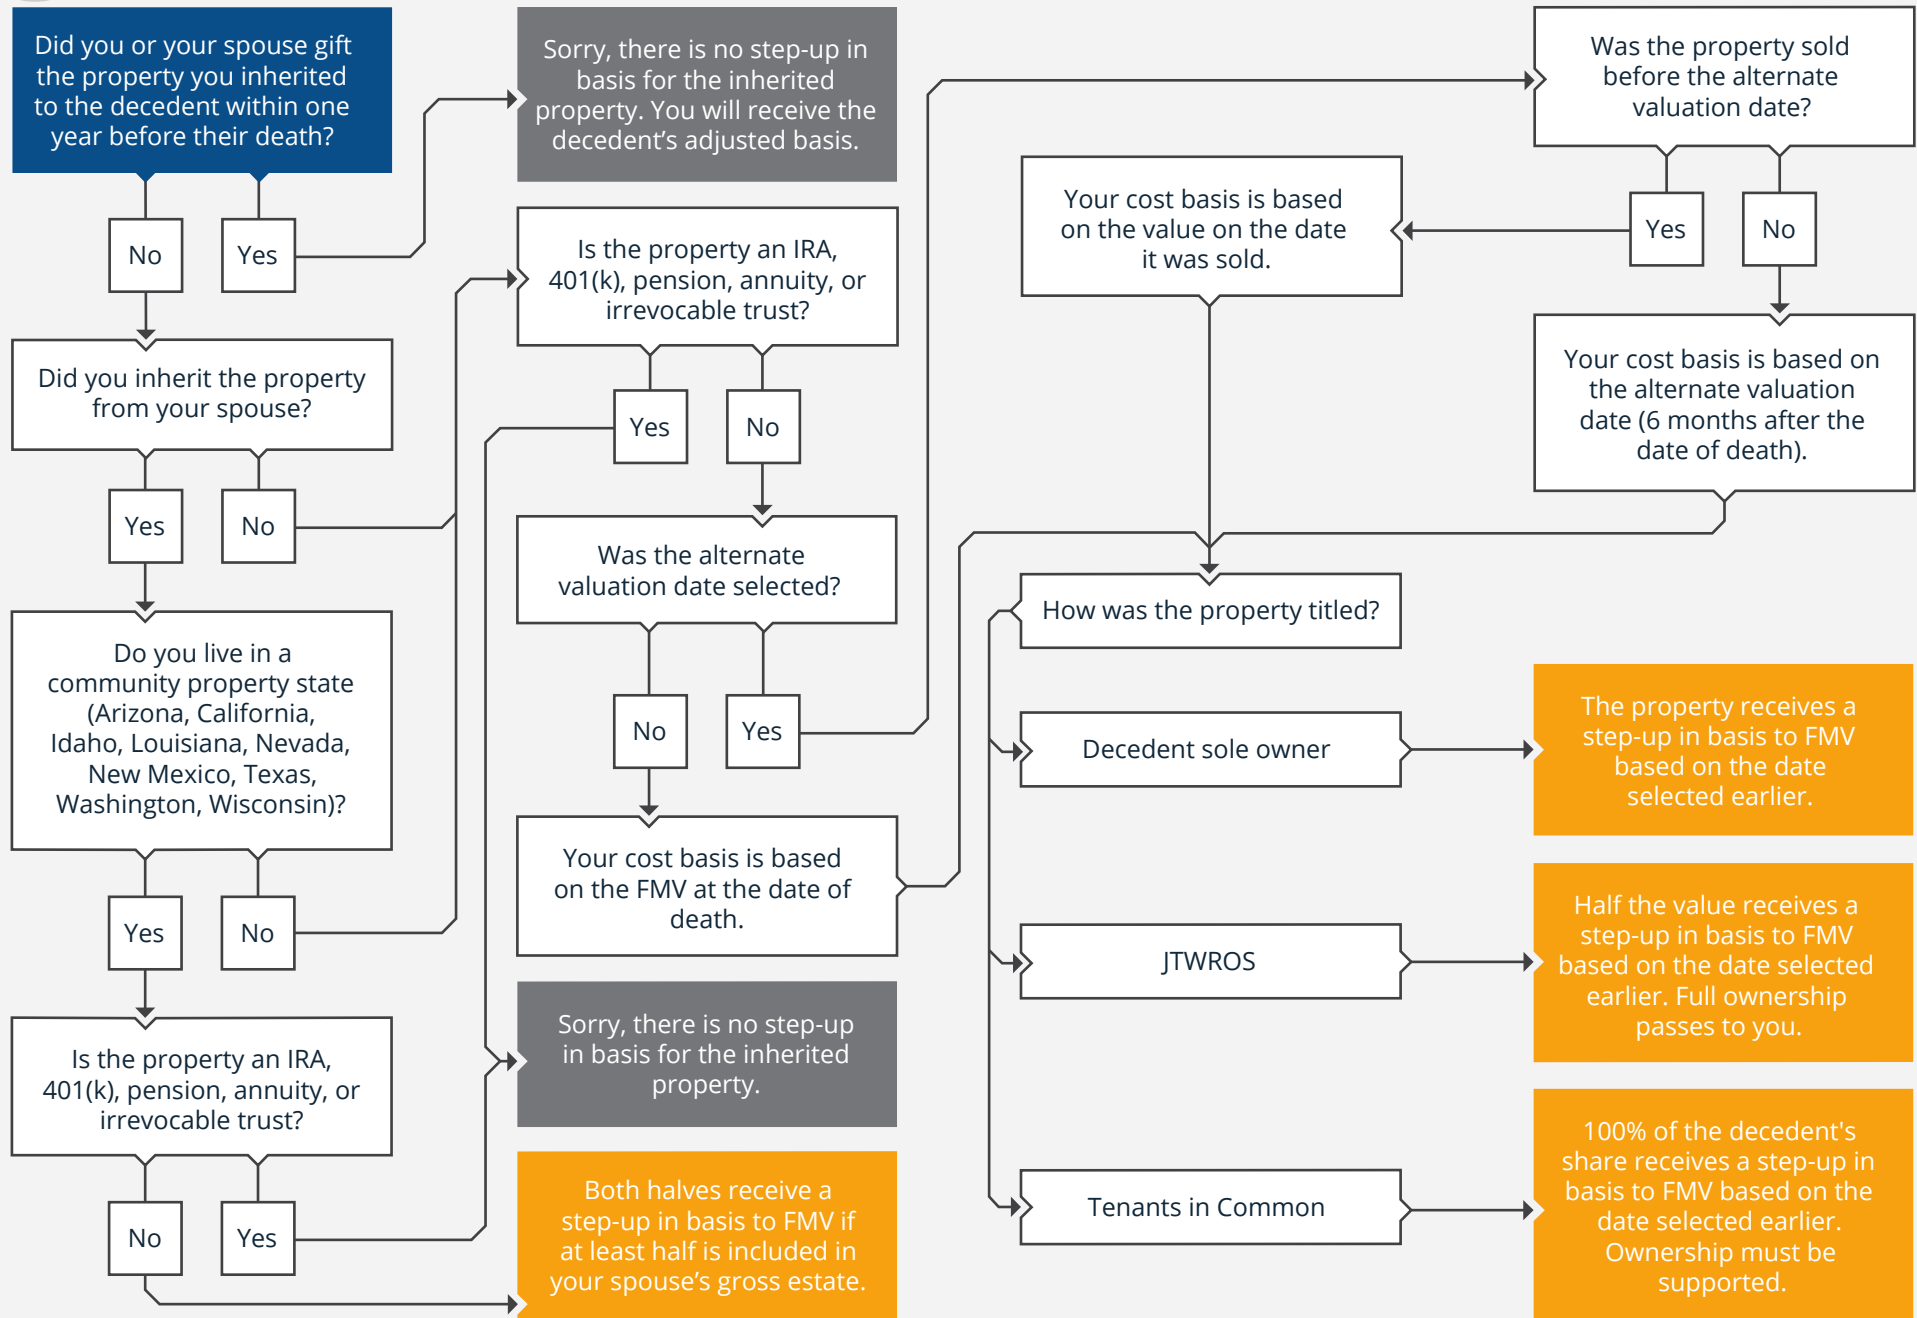 Did you or your spouse gift
the property you inherited
to the decedent within one
year before their death?
No
Yes
Sorry, there is no step-up in
basis for the inherited
property. You will receive the
decedent’s adjusted basis.
Did you inherit the property
from your spouse?
Yes
No
Do you live in a
community property state
(Arizona, California,
Idaho, Louisiana, Nevada,
New Mexico, Texas,
Washington, Wisconsin)?
Yes
No
Is the property an IRA,
401(k), pension, annuity, or
irrevocable trust?
No
Yes
Is the property an IRA,
401(k), pension, annuity, or
irrevocable trust?
Yes
No
Was the alternate
valuation date selected?
No
Yes
Your cost basis is based
on the FMV at the date of
death.
Sorry, there is no step-up
in basis for the inherited
property.
Both halves receive a
step-up in basis to FMV if
at least half is included in
your spouse’s gross estate.
Was the property sold
before the alternate
valuation date?
Yes
No
Your cost basis is based
on the value on the date
it was sold.
Your cost basis is based on
the alternate valuation
date (6 months after the
date of death).
How was the property titled?
Decedent sole owner
The property receives a
step-up in basis to FMV
based on the date
selected earlier.
JTWROS
Half the value receives a
step-up in basis to FMV
based on the date selected
earlier. Full ownership
passes to you.
Tenants in Common
100% of the decedent's
share receives a step-up in
basis to FMV based on the
date selected earlier.
Ownership must be
supported.